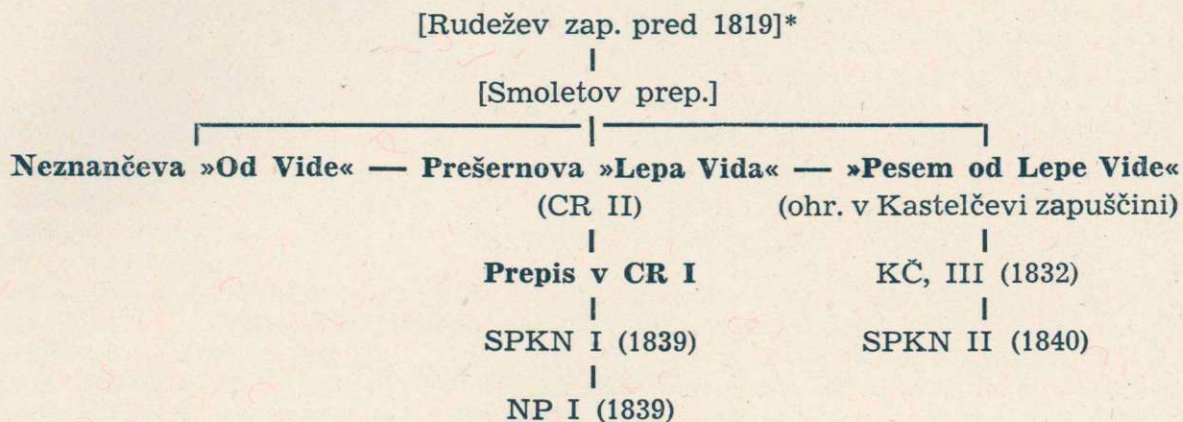 [Rudežev zap. pred 1819]*
[Smoletov prep.]
Neznančeva »Od Vide« — Prešernova »Lepa Vida« — »Pesem od Lepe Vide«
(CR II) (ohr. v Kastelčevi zapuščini)
Prepis v CR I KČ, III (1832)
SPKN I (1839) SPKN II (1840)
NP I (1839)